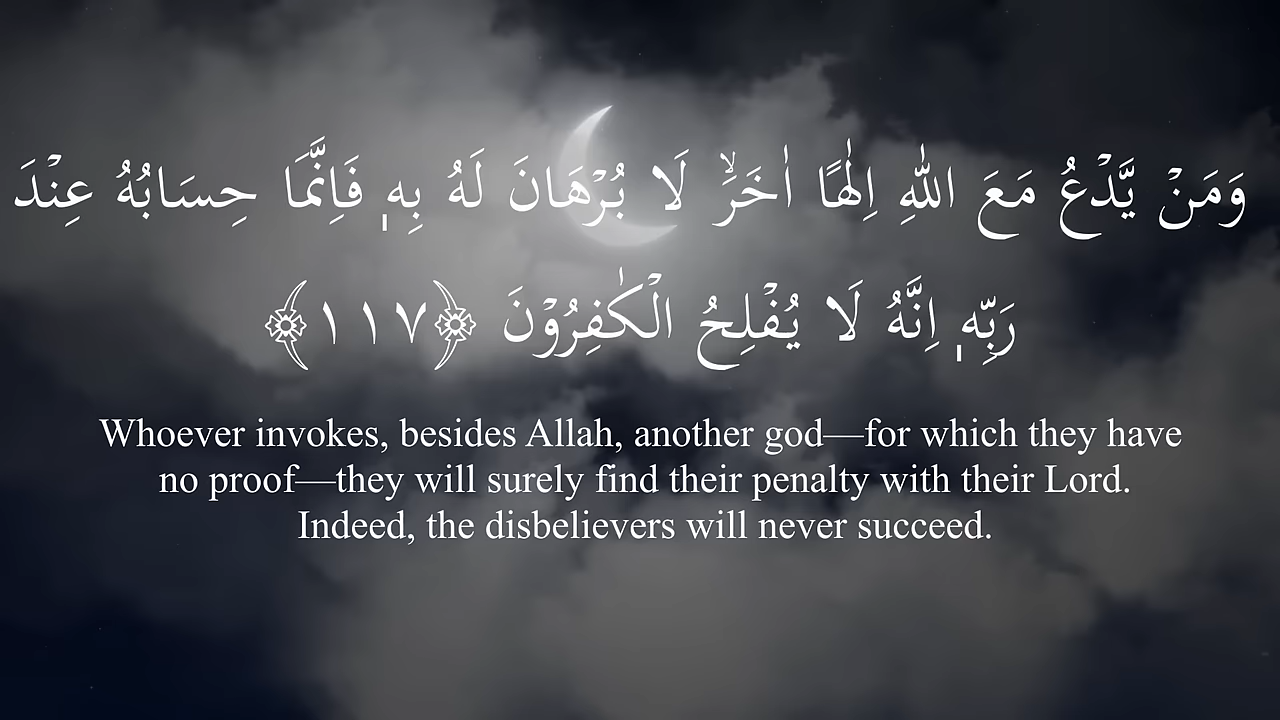 وَمَنْ يَّدْعُ مَعَ اللّٰهِ اِلٰهًا اٰخَرَۙ لَا بُرْهَانَ لَهٗ بِهٖ فَاِنَّمَا حِسَابُهٗ عِنْدَ
رَبِّهٖ اِنَّهٗ لَا يُفْلِحُ الْكٰفِرُوْنَ ﴿١١٧﴾
Whoever invokes, besides Allah, another god—for which they have
no proof—they will surely find their penalty with their Lord.
Indeed, the disbelievers will never succeed.